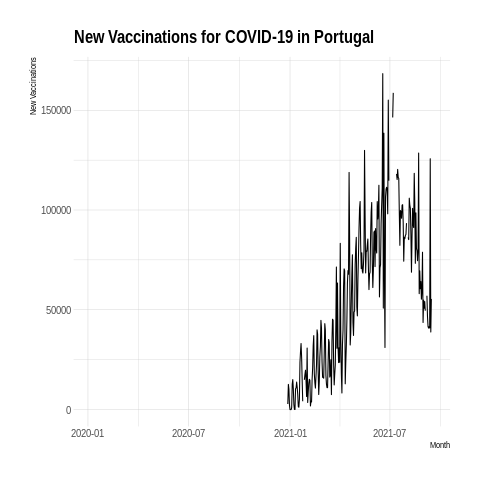 New Vaccinations for COVID-19 in Portugal
New Vaccinations
150000
100000
50000
0
2020-01
2020-07
2021-01
2021-07
Month